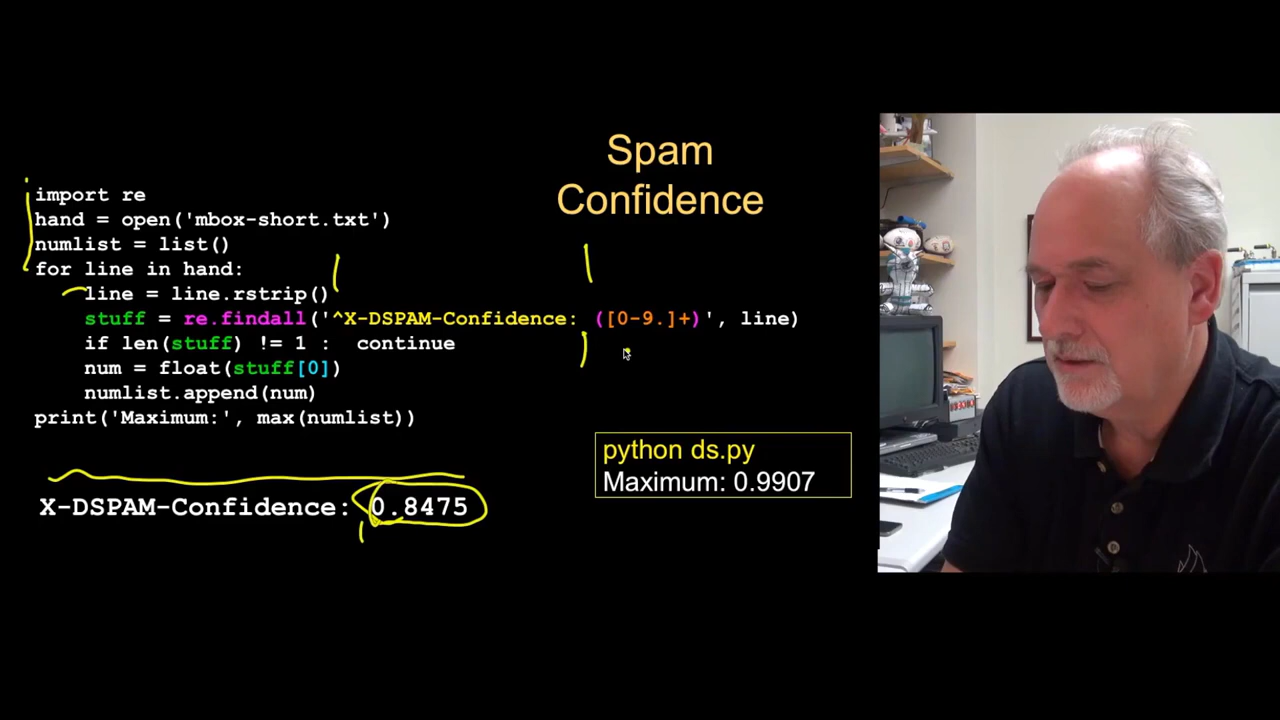 Spam
Confidence
import re
hand = open('mbox-short.txt')
numlist = list()
for line in hand:
    line = line.rstrip()
    stuff = re.findall('^X-DSPAM-Confidence: ([0-9.]+)', line)
    if len(stuff) != 1 :  continue
    num = float(stuff[0])
    numlist.append(num)
print('Maximum:', max(numlist))
python ds.py
Maximum: 0.9907
X-DSPAM-Confidence: 0.8475